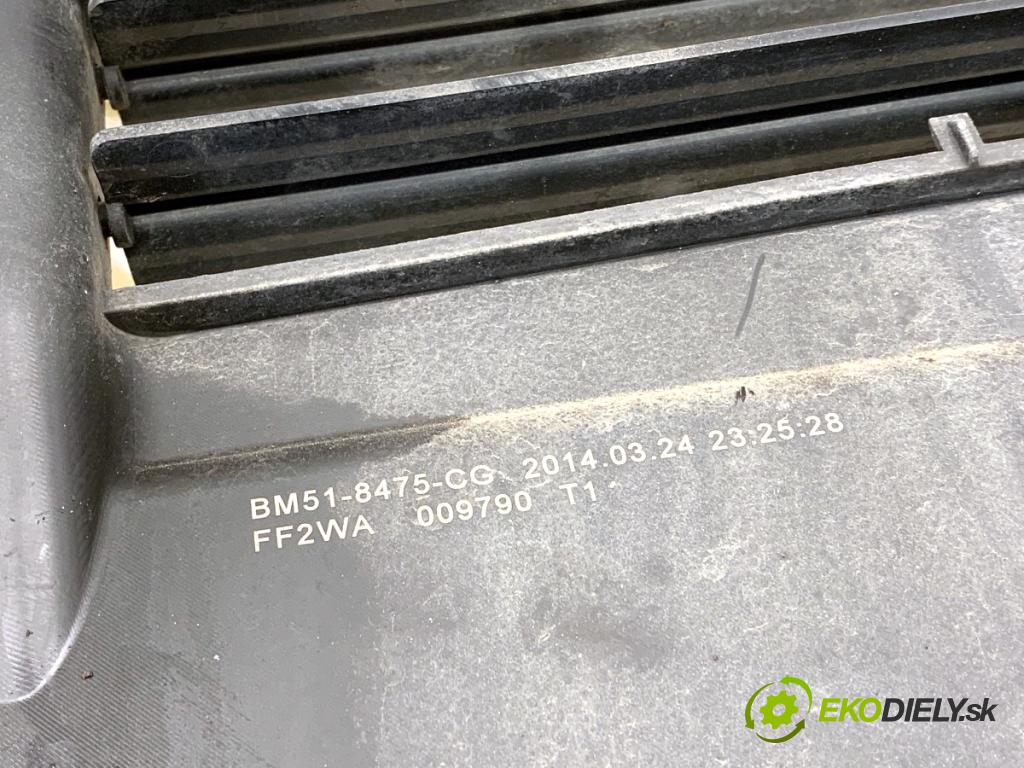 BM51-8475-CG 2014.03.24 23:25:28
FF2WA 009790 T1
EKODIELY.sk